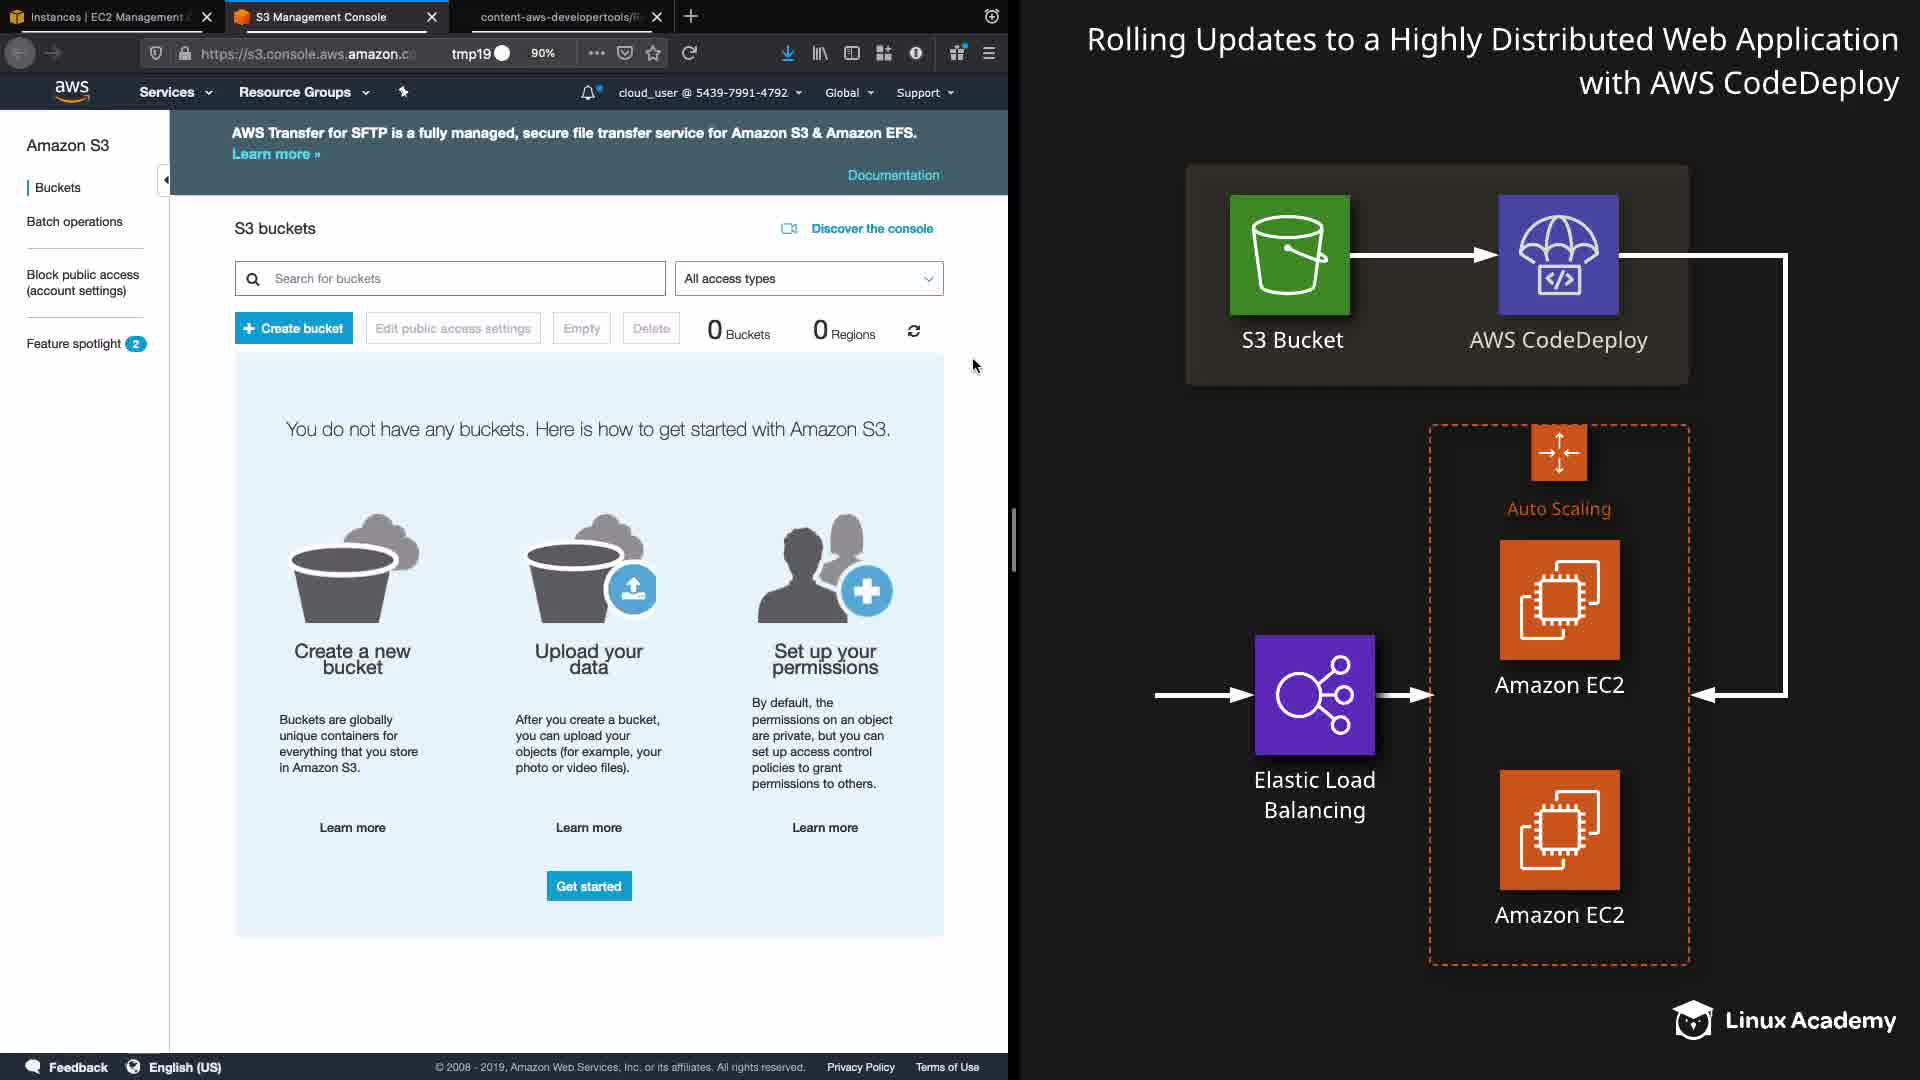 Instances | EC2 Management
S3 Management Console
content-aws-developertools/
https://s3.console.aws.amazon.c
tmp19
90%
aws
Services
Resource Groups
cloud_user @ 5439-7991-4792
Global
Support
Amazon S3
Buckets
Batch operations
Block public access
(account settings)
Feature spotlight 2
AWS Transfer for SFTP is a fully managed, secure file transfer service for Amazon S3 & Amazon EFS.
Learn more »
Documentation
S3 buckets
Discover the console
Search for buckets
All access types
Create bucket
Edit public access settings
Empty
Delete
0 Buckets
0 Regions
You do not have any buckets. Here is how to get started with Amazon S3.
Create a new
bucket
Buckets are globally
unique containers for
everything that you store
in Amazon S3.
Learn more
Upload your
data
After you create a bucket,
you can upload your
objects (for example, your
photo or video files).
Learn more
Set up your
permissions
By default, the
permissions on an object
are private, but you can
set up access control
policies to grant
permissions to others.
Learn more
Get started
Feedback
English (US)
© 2008 - 2019, Amazon Web Services, Inc. or its affiliates. All rights reserved.
Privacy Policy
Terms of Use
Rolling Updates to a Highly Distributed Web Application
with AWS CodeDeploy
S3 Bucket
</>
AWS CodeDeploy
Auto Scaling
Amazon EC2
Elastic Load
Balancing
Amazon EC2
Linux Academy